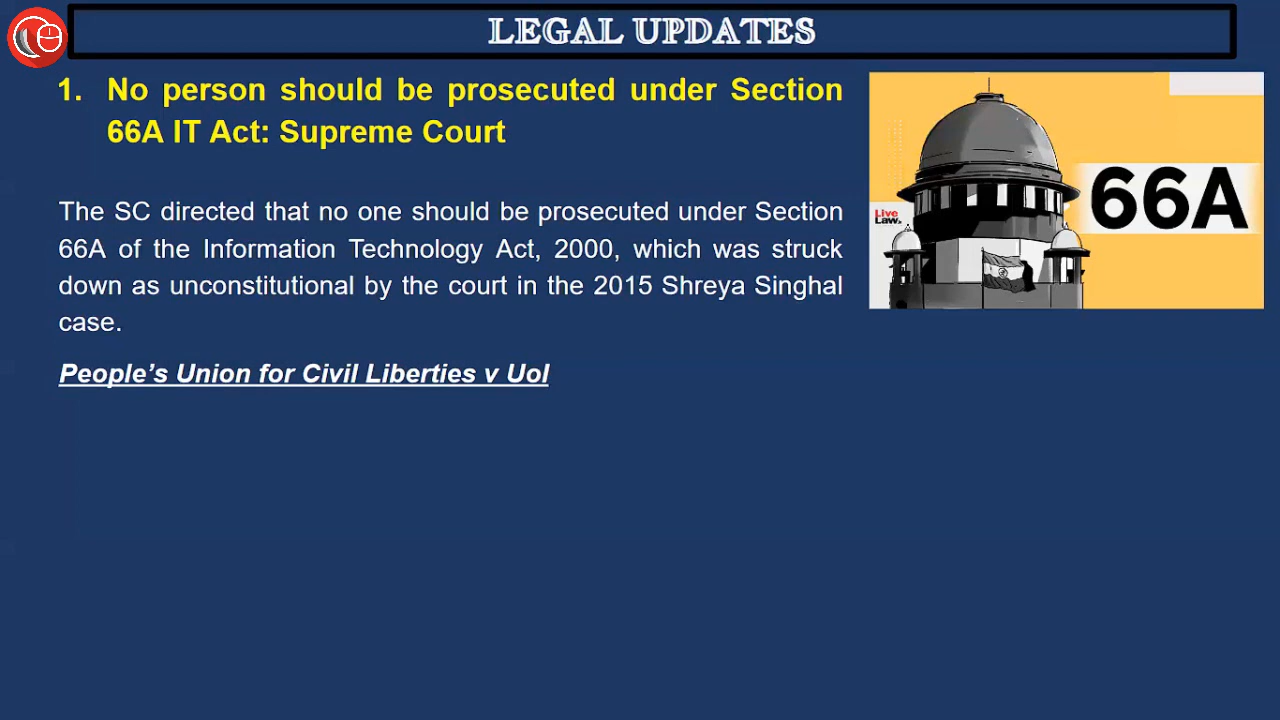 LEGAL UPDATES
1. No person should be prosecuted under Section
66A IT Act: Supreme Court
The SC directed that no one should be prosecuted under Section
66A of the Information Technology Act, 2000, which was struck
down as unconstitutional by the court in the 2015 Shreya Singhal
case.
People’s Union for Civil Liberties v UoI
66A
Live
Law.